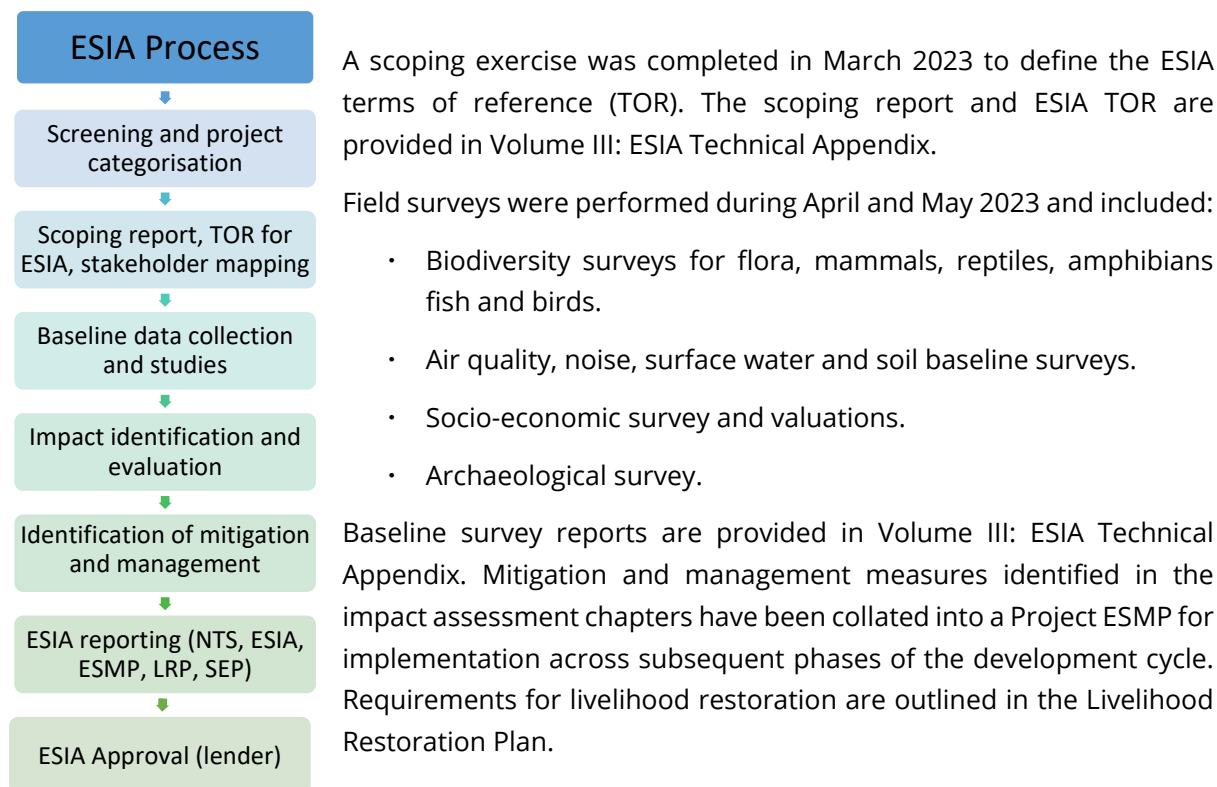 ESIA Process
Screening and project
categorisation
Scoping report, TOR for
ESIA, stakeholder mapping
Baseline data collection
and studies
Impact identification and
evaluation
Identification of mitigation
and management
ESIA reporting (NTS, ESIA,
ESMP, LRP, SEP)
ESIA Approval (lender)
A scoping exercise was completed in March 2023 to define the ESIA
terms of reference (TOR). The scoping report and ESIA TOR are
provided in Volume III: ESIA Technical Appendix.
Field surveys were performed during April and May 2023 and included:
· Biodiversity surveys for flora, mammals, reptiles, amphibians
fish and birds.
· Air quality, noise, surface water and soil baseline surveys.
· Socio-economic survey and valuations.
· Archaeological survey.
Baseline survey reports are provided in Volume III: ESIA Technical
Appendix. Mitigation and management measures identified in the
impact assessment chapters have been collated into a Project ESMP for
implementation across subsequent phases of the development cycle.
Requirements for livelihood restoration are outlined in the Livelihood
Restoration Plan.